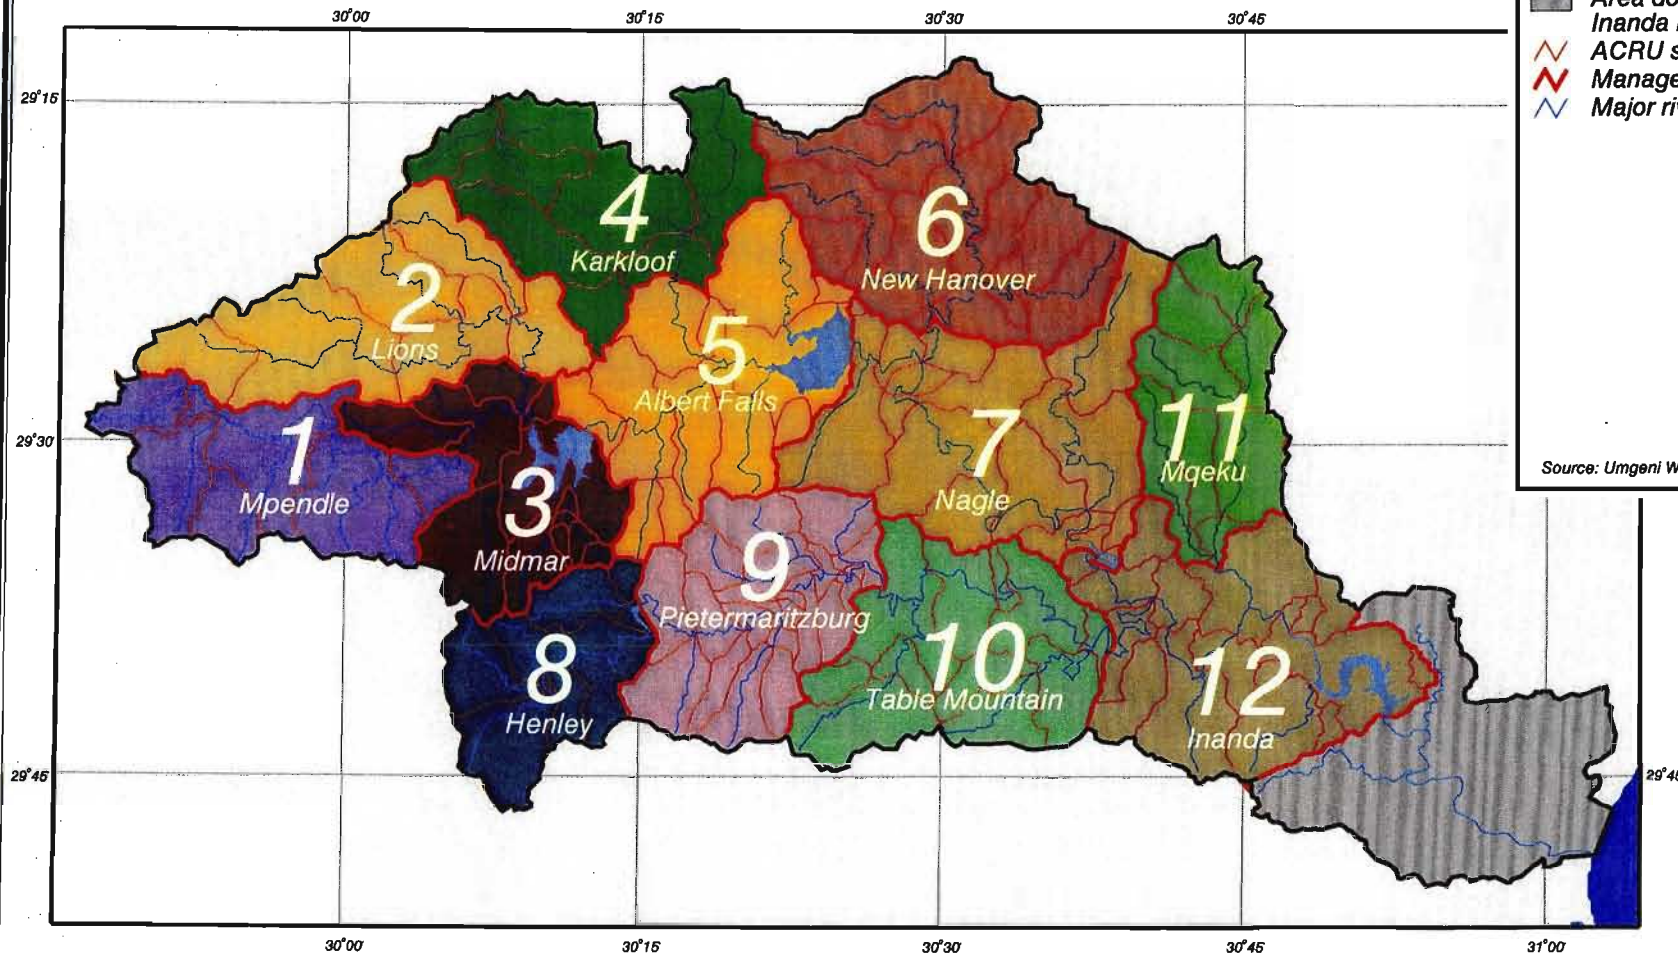 30°00' 30°15' 30°30' 30°45'
29°15'
Inanda
ACRU
Major
4
Karkloof
6
New Hanover
2
Lions
5
Albert Falls
1
Mpendle
3
Midmar
7
Nagle
11
Mqeku
29°30'
Source: Umgeni
9
Pietermaritzburg
8
Henley
10
Table Mountain
12
Inanda
29°45'
30°00' 30°15' 30°30' 30°45' 31°00'